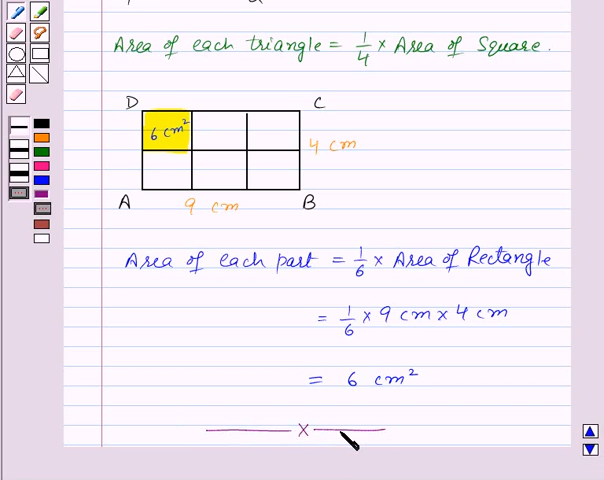 Area of each triangle = 1/4 × Area of Square.
D C
6 cm²
4 cm
A 9 cm B
Area of each part = 1/6 × Area of Rectangle
= 1/6 × 9 cm × 4 cm
= 6 cm²
x